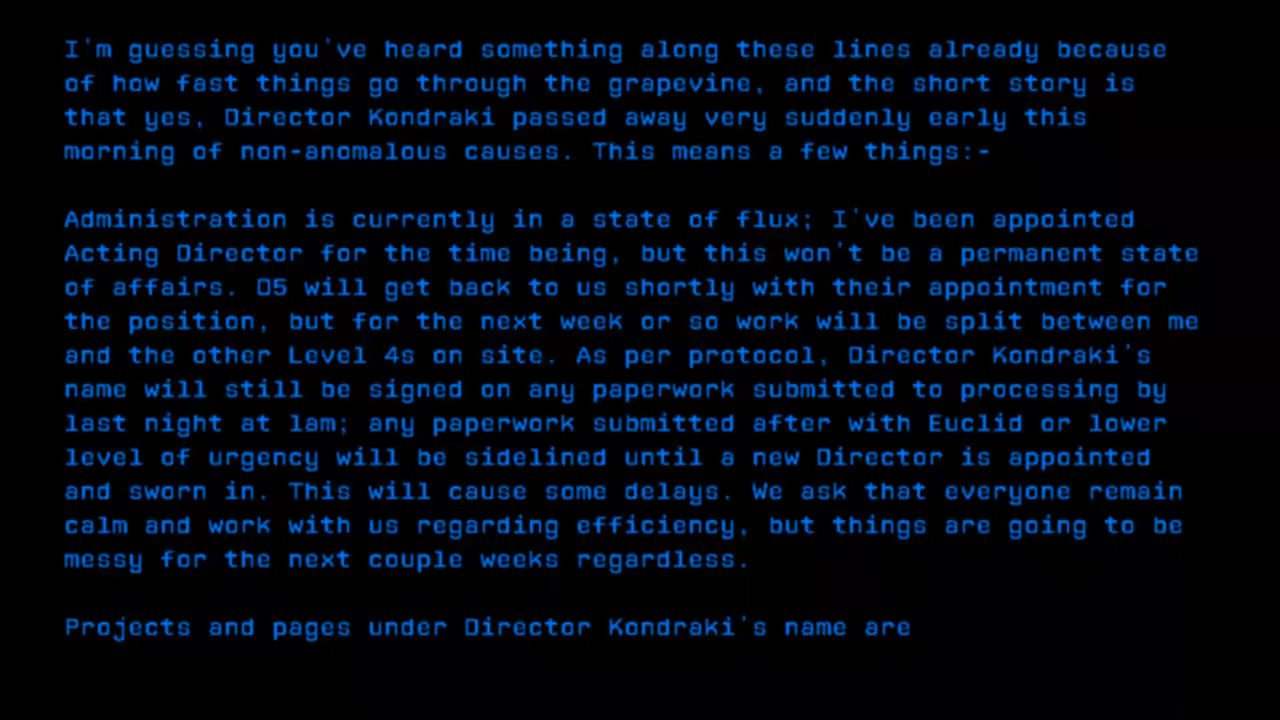 I'm guessing you've heard something along these lines already because
of how fast things go through the grapevine, and the short story is
that yes, Director Kondraki passed away very suddenly early this
morning of non-anomalous causes. This means a few things:-
Administration is currently in a state of flux; I've been appointed
Acting Director for the time being, but this won't be a permanent state
of affairs. O5 will get back to us shortly with their appointment for
the position, but for the next week or so work will be split between me
and the other Level 4s on site. As per protocol, Director Kondraki's
name will still be signed on any paperwork submitted to processing by
last night at 1am; any paperwork submitted after with Euclid or lower
level of urgency will be sidelined until a new Director is appointed
and sworn in. This will cause some delays. We ask that everyone remain
calm and work with us regarding efficiency, but things are going to be
messy for the next couple weeks regardless.
Projects and pages under Director Kondraki's name are